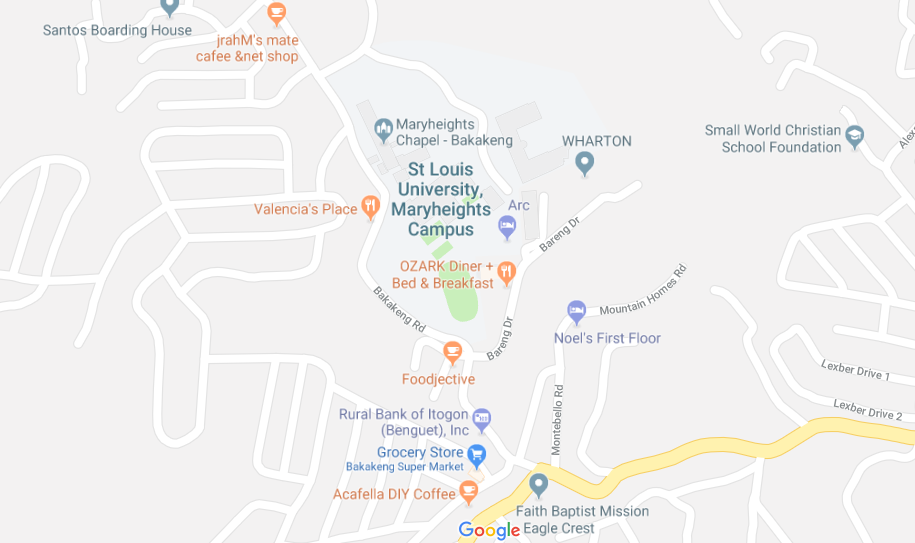 Santos Boarding House
jrahM's mate
cafee &net shop
Maryheights
Chapel - Bakakeng
WHARTON
Small World Christian
School Foundation
St Louis
University,
Maryheights
Campus
Valencia's Place
Arc
Bareng Dr
OZARK Diner +
Bed & Breakfast
Bakakeng Rd
Mountain Homes Rd
Bareng Dr
Noel's First Floor
Foodjective
Lexber Drive 1
Lexber Drive 2
Montebello Rd
Rural Bank of Itogon
(Benguet), Inc
Grocery Store
Bakakeng Super Market
Acafella DIY Coffee
Faith Baptist Mission
Eagle Crest
Google